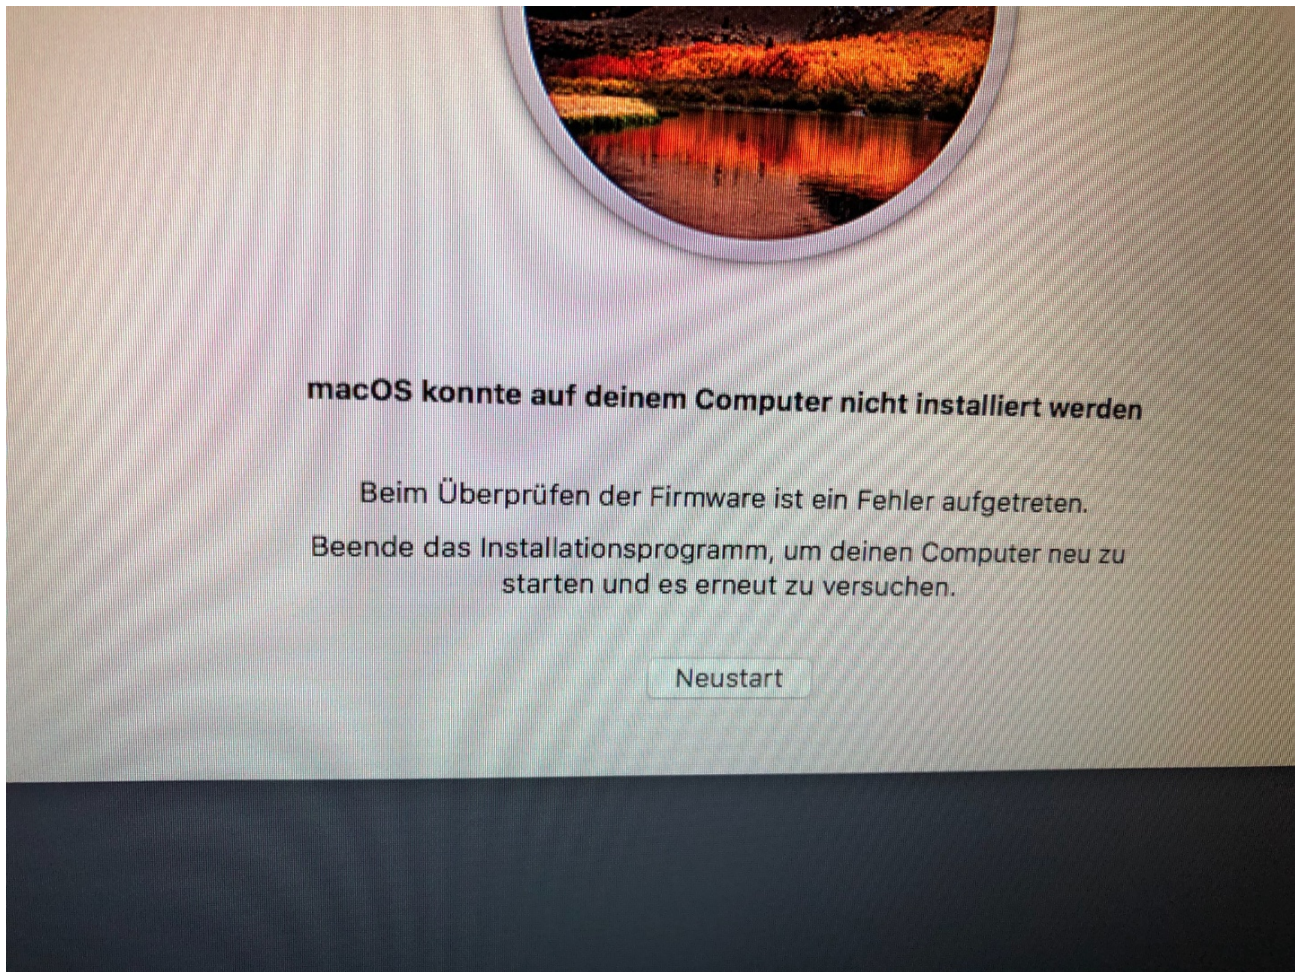 macOS konnte auf deinem Computer nicht installiert werden
Beim Überprüfen der Firmware ist ein Fehler aufgetreten.
Beende das Installationsprogramm, um deinen Computer neu zu
starten und es erneut zu versuchen.
Neustart